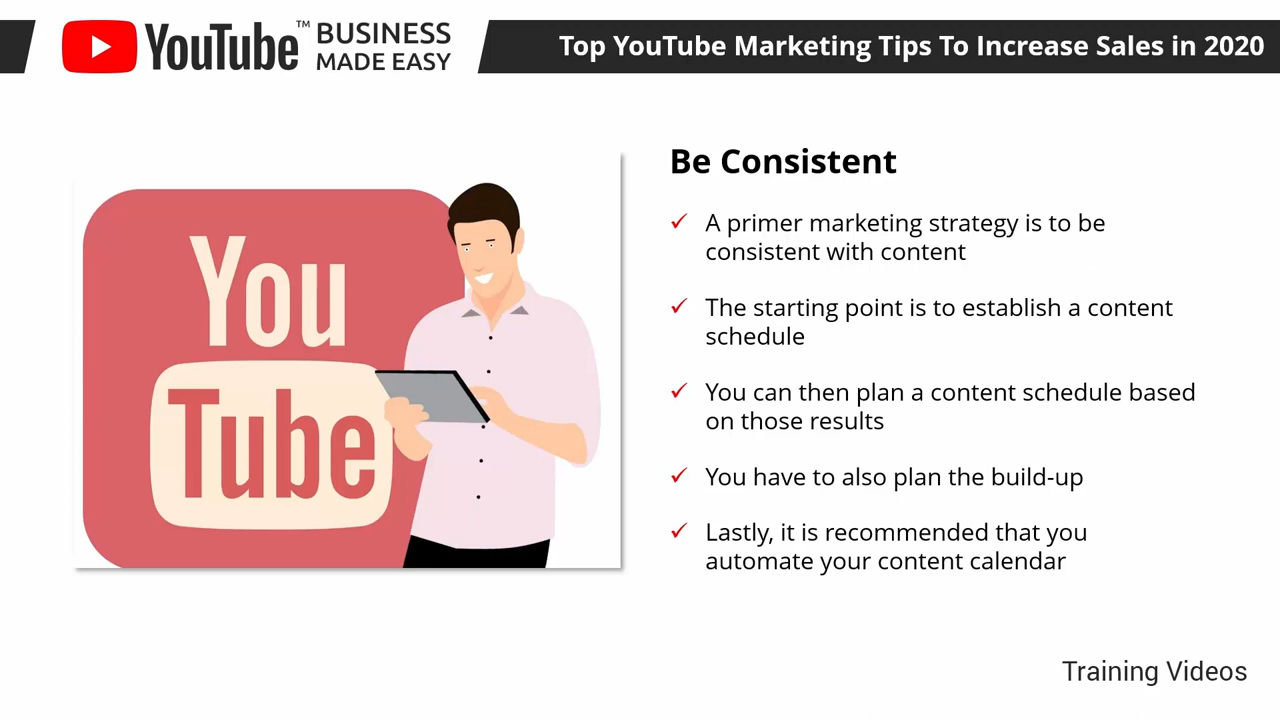 YouTube™ BUSINESS
MADE EASY
Top YouTube Marketing Tips To Increase Sales in 2020
You
Tube
Be Consistent
A primer marketing strategy is to be
consistent with content
The starting point is to establish a content
schedule
You can then plan a content schedule based
on those results
You have to also plan the build-up
Lastly, it is recommended that you
automate your content calendar
Training Videos